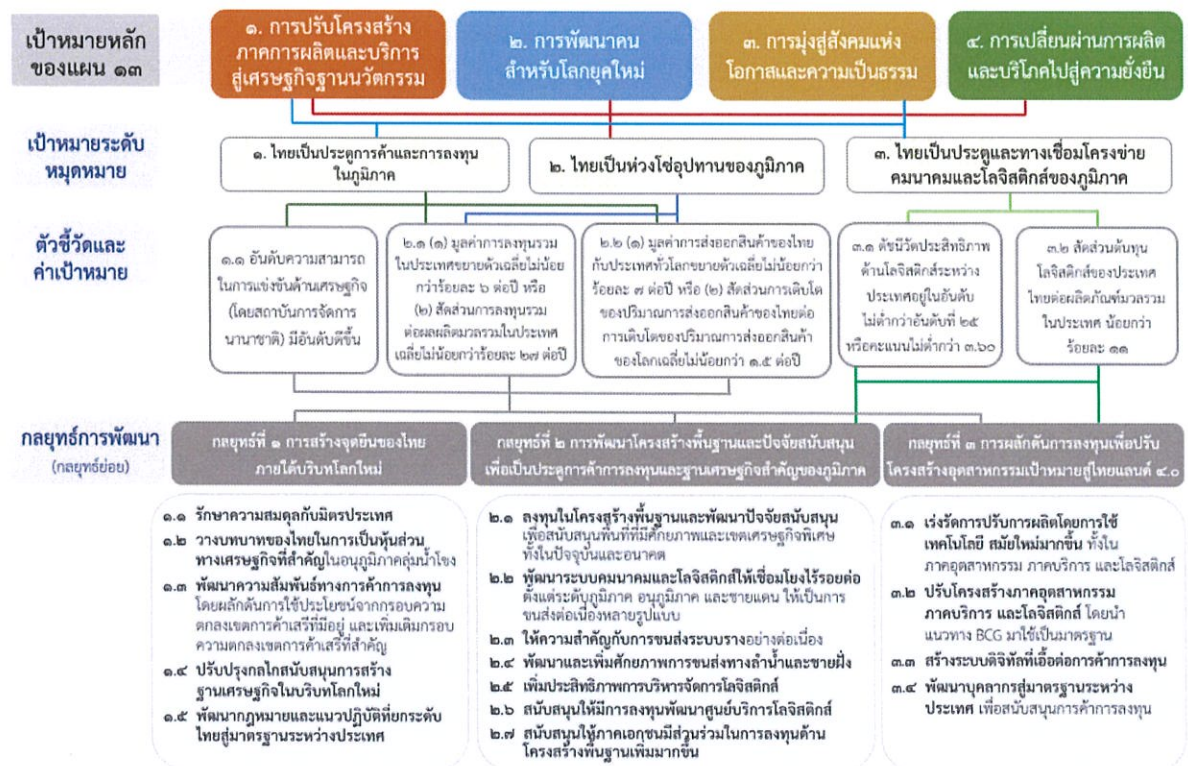 เป้าหมายหลัก
ของแผน ๑๓
๑. การปรับโครงสร้าง
ภาคการผลิตและบริการ
สู่เศรษฐกิจฐานนวัตกรรม
๒. การพัฒนาคน
สำหรับโลกยุคใหม่
๓. การมุ่งสู่สังคมแห่ง
โอกาสและความเป็นธรรม
๔. การเปลี่ยนผ่านการผลิต
และบริโภคไปสู่ความยั่งยืน
เป้าหมายระดับ
หมุดหมาย
๑. ไทยเป็นประตูการค้าและการลงทุน
ในภูมิภาค
๒. ไทยเป็นห่วงโซ่อุปทานของภูมิภาค
๓. ไทยเป็นประตูและทางเชื่อมโครงข่าย
คมนาคมและโลจิสติกส์ของภูมิภาค
ตัวชี้วัดและ
ค่าเป้าหมาย
๑.๑ อันดับความสามารถ
ในการแข่งขันด้านเศรษฐกิจ
(โดยสถาบันการจัดการ
นานาชาติ) มีอันดับดีขึ้น
๒.๑ (๑) มูลค่าการลงทุนรวม
ในประเทศขยายตัวเฉลี่ยไม่น้อย
กว่าร้อยละ ๖ ต่อปี หรือ
(๒) สัดส่วนการลงทุนรวม
ต่อผลผลิตมวลรวมในประเทศ
เฉลี่ยไม่น้อยกว่าร้อยละ ๒๗ ต่อปี
๒.๒ (๑) มูลค่าการส่งออกสินค้าของไทย
กับประเทศทั่วโลกขยายตัวเฉลี่ยไม่น้อยกว่า
ร้อยละ ๗ ต่อปี หรือ (๒) สัดส่วนการเติบโต
ของปริมาณการส่งออกสินค้าของไทยต่อ
การเติบโตของปริมาณการส่งออกสินค้า
ของโลกเฉลี่ยไม่น้อยกว่า ๑.๕ ต่อปี
๓.๑ ดัชนีวัดประสิทธิภาพ
ด้านโลจิสติกส์ระหว่าง
ประเทศอยู่ในอันดับ
ไม่ต่ำกว่าอันดับที่ ๒๕
หรือคะแนนไม่ต่ำกว่า ๓.๖๐
๓.๒ สัดส่วนต้นทุน
โลจิสติกส์ของประเทศ
ไทยต่อผลิตภัณฑ์มวลรวม
ในประเทศ น้อยกว่า
ร้อยละ ๑๑
กลยุทธ์การพัฒนา
(กลยุทธ์ย่อย)
กลยุทธ์ที่ ๑ การสร้างจุดยืนของไทย
ภายใต้บริบทโลกใหม่
กลยุทธ์ที่ ๒ การพัฒนาโครงสร้างพื้นฐานและปัจจัยสนับสนุน
เพื่อเป็นประตูการค้าการลงทุนและฐานเศรษฐกิจสำคัญของภูมิภาค
กลยุทธ์ที่ ๓ การผลักดันการลงทุนเพื่อปรับ
โครงสร้างอุตสาหกรรมเป้าหมายสู่ไทยแลนด์ ๔.๐
๑.๑ รักษาความสมดุลกับมิตรประเทศ
๑.๒ วางบทบาทของไทยในการเป็นหุ้นส่วน
ทางเศรษฐกิจที่สำคัญในอนุภูมิภาคลุ่มน้ำโขง
๑.๓ พัฒนาความสัมพันธ์ทางการค้าการลงทุน
โดยผลักดันการใช้ประโยชน์จากกรอบความ
ตกลงเขตการค้าเสรีที่มีอยู่ และเพิ่มเติมกรอบ
ความตกลงเขตการค้าเสรีที่สำคัญ
๑.๔ ปรับปรุงกลไกสนับสนุนการสร้าง
ฐานเศรษฐกิจในบริบทโลกใหม่
๑.๕ พัฒนากฎหมายและแนวปฏิบัติที่ยกระดับ
ไทยสู่มาตรฐานระหว่างประเทศ
๒.๑ ลงทุนในโครงสร้างพื้นฐานและพัฒนาปัจจัยสนับสนุน
เพื่อสนับสนุนพื้นที่ที่มีศักยภาพและเขตเศรษฐกิจพิเศษ
ทั้งในปัจจุบันและอนาคต
๒.๒ พัฒนาระบบคมนาคมและโลจิสติกส์ให้เชื่อมโยงไร้รอยต่อ
ตั้งแต่ระดับภูมิภาค อนุภูมิภาค และชายแดน ให้เป็นการ
ขนส่งต่อเนื่องหลายรูปแบบ
๒.๓ ให้ความสำคัญกับการขนส่งระบบรางอย่างต่อเนื่อง
๒.๔ พัฒนาและเพิ่มศักยภาพการขนส่งทางลำน้ำและชายฝั่ง
๒.๕ เพิ่มประสิทธิภาพการบริหารจัดการโลจิสติกส์
๒.๖ สนับสนุนให้มีการลงทุนพัฒนาศูนย์บริการโลจิสติกส์
๒.๗ สนับสนุนให้ภาคเอกชนมีส่วนร่วมในการลงทุนด้าน
โครงสร้างพื้นฐานเพิ่มมากขึ้น
๓.๑ เร่งรัดการปรับการผลิตโดยการใช้
เทคโนโลยี สมัยใหม่มากขึ้น ทั้งใน
ภาคอุตสาหกรรม ภาคบริการ และโลจิสติกส์
๓.๒ ปรับโครงสร้างภาคอุตสาหกรรม
ภาคบริการ และโลจิสติกส์ โดยนำ
แนวทาง BCG มาใช้เป็นมาตรฐาน
๓.๓ สร้างระบบดิจิทัลที่เอื้อต่อการค้าการลงทุน
๓.๔ พัฒนาบุคลากรสู่มาตรฐานระหว่าง
ประเทศ เพื่อสนับสนุนการค้าการลงทุน